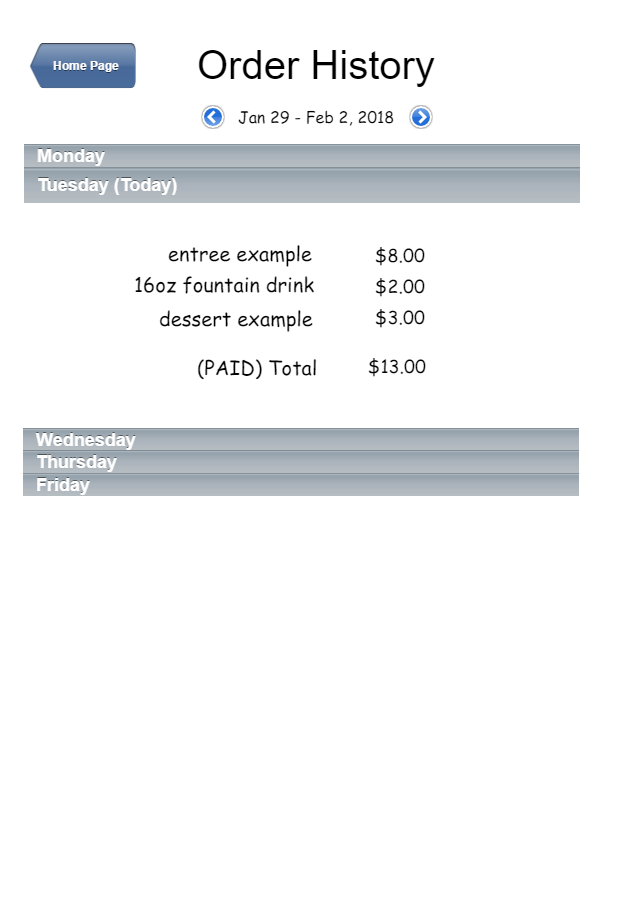 Home Page
Order History
Jan 29 - Feb 2, 2018
Monday
Tuesday (Today)
entree example $8.00
16oz fountain drink $2.00
dessert example $3.00
(PAID) Total $13.00
Wednesday
Thursday
Friday